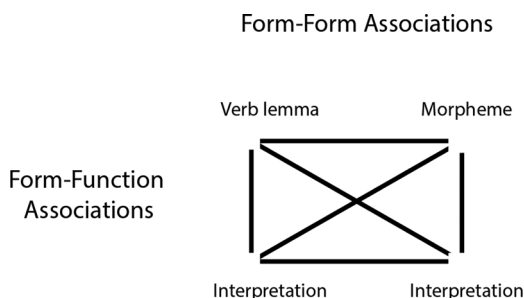 Form-Form Associations
Verb lemma
Morpheme
Form-Function
Associations
Interpretation
Interpretation